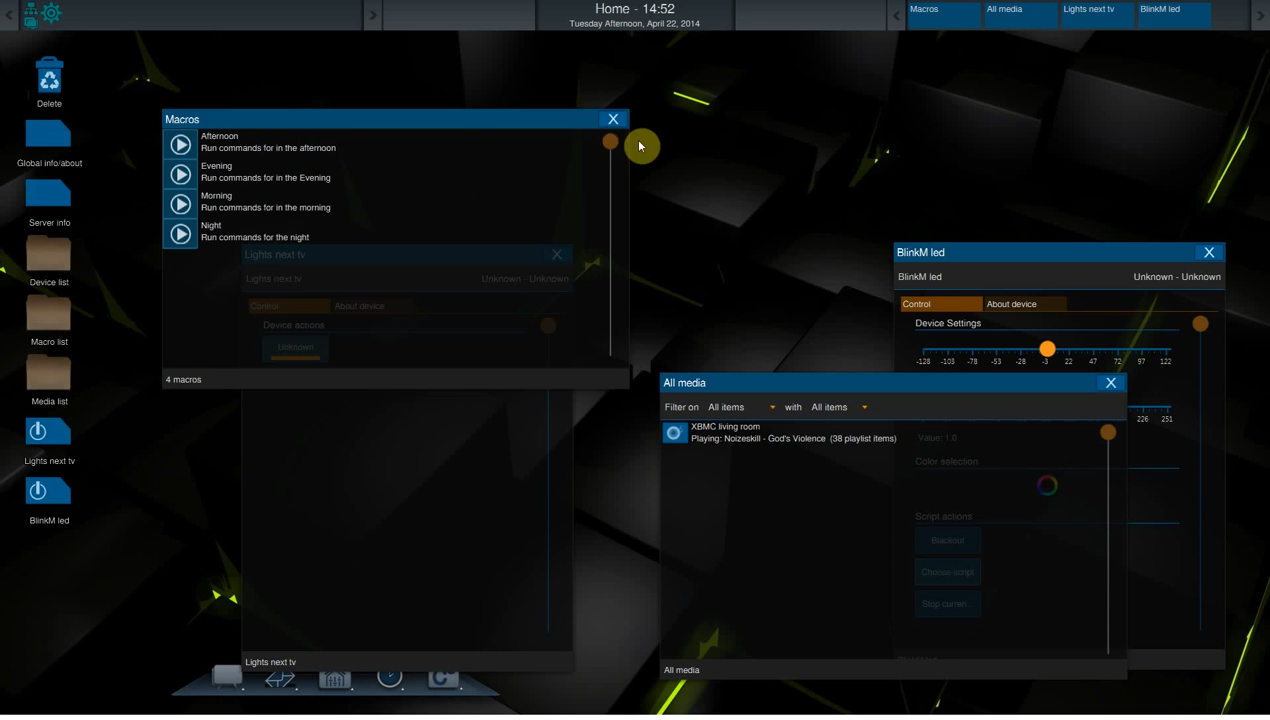 Home - 14:52
Tuesday Afternoon, April 22, 2014
Macros
All media
Lights next tv
BlinkM led
Delete
Global info/about
Server info
Device list
Macro list
Media list
Lights next tv
BlinkM led
Macros
X
Afternoon
Run commands for in the afternoon
Evening
Run commands for in the Evening
Morning
Run commands for in the morning
Night
Run commands for the night
4 macros
Lights next tv
X
Lights next tv
Unknown - Unknown
Control
About device
Device actions
Unknown
Lights next tv
BlinkM led
X
BlinkM led
Unknown - Unknown
Control
About device
Device Settings
-128 -103 -78 -53 -28 -3 22 47 72 97 122
226 251
Value: 1.0
Color selection
Script actions
Blackout
Choose script
Stop curren...
All media
X
Filter on All items with All items
XBMC living room
Playing: Noizeskill - God's Violence (38 playlist items)
All media